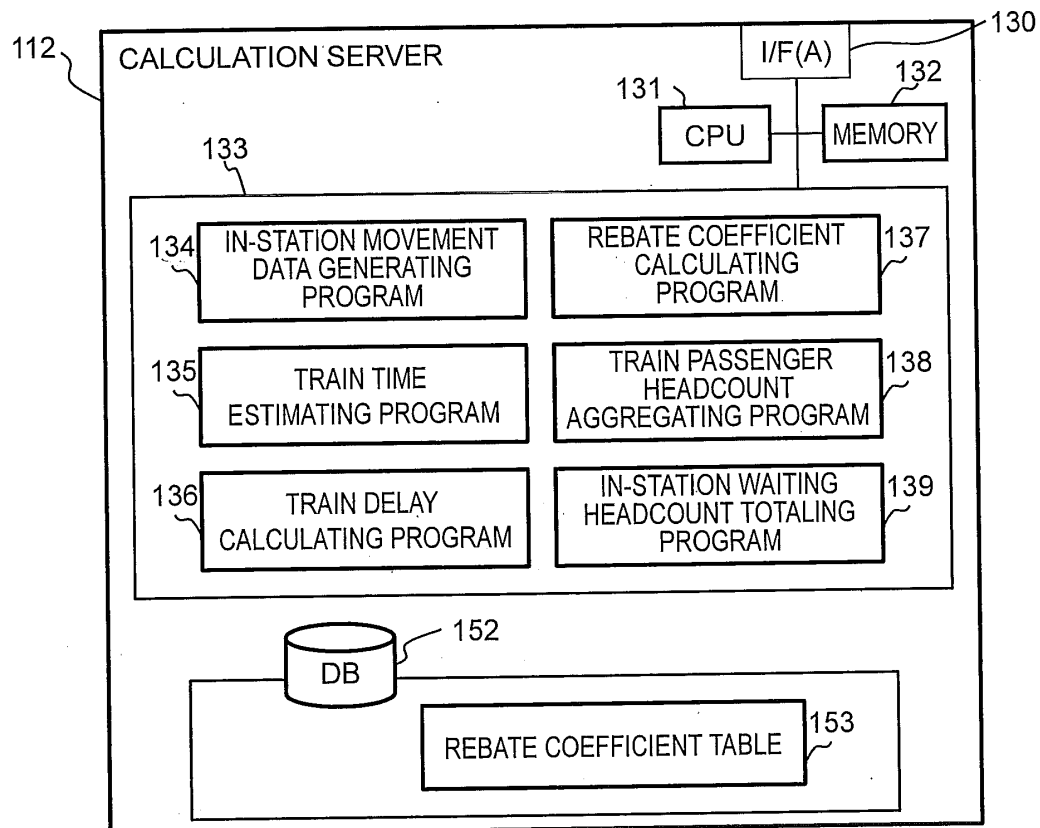 112
CALCULATION SERVER
I/F(A)
130
131
CPU
132
MEMORY
133
134
IN-STATION MOVEMENT
DATA GENERATING
PROGRAM
REBATE COEFFICIENT
CALCULATING
PROGRAM
137
135
TRAIN TIME
ESTIMATING PROGRAM
TRAIN PASSENGER
HEADCOUNT
AGGREGATING PROGRAM
138
136
TRAIN DELAY
CALCULATING PROGRAM
IN-STATION WAITING
HEADCOUNT TOTALING
PROGRAM
139
DB
152
REBATE COEFFICIENT TABLE
153